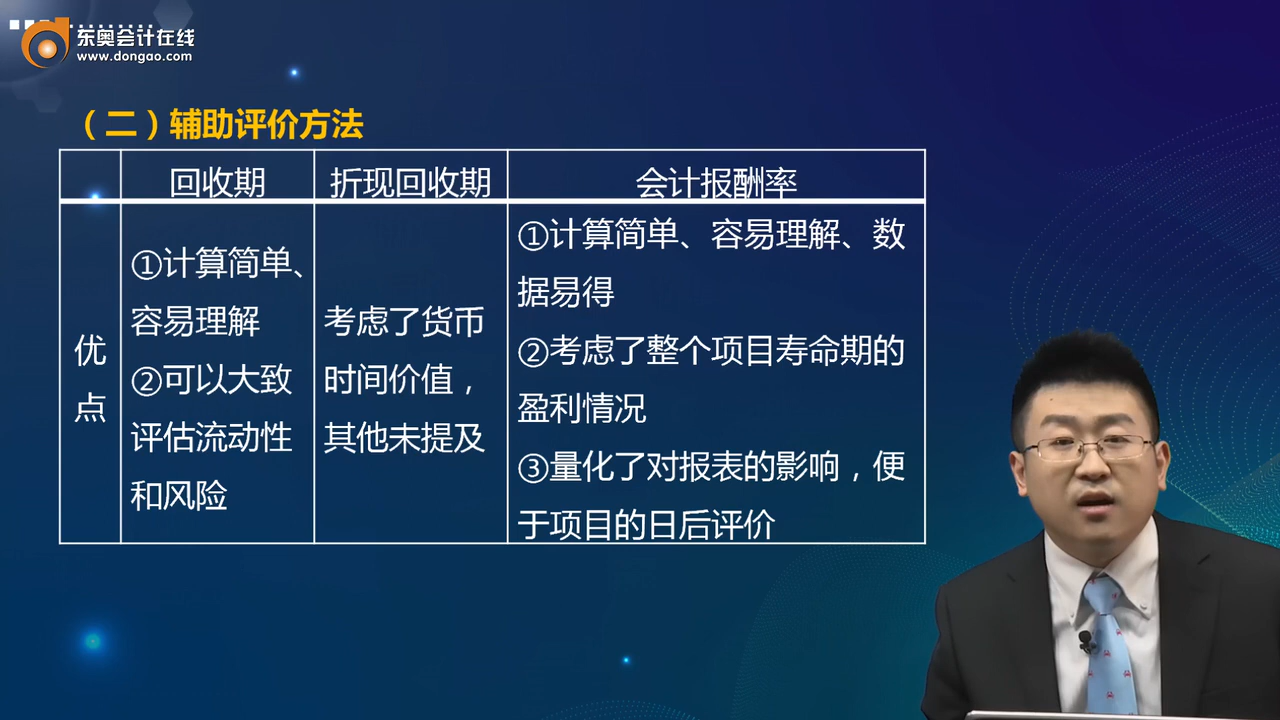 东奥会计在线
www.dongao.com
（二）辅助评价方法
回收期
折现回收期
会计报酬率
优
点
①计算简单、
容易理解
②可以大致
评估流动性
和风险
考虑了货币
时间价值，
其他未提及
①计算简单、容易理解、数
据易得
②考虑了整个项目寿命期的
盈利情况
③量化了对报表的影响，便
于项目的日后评价